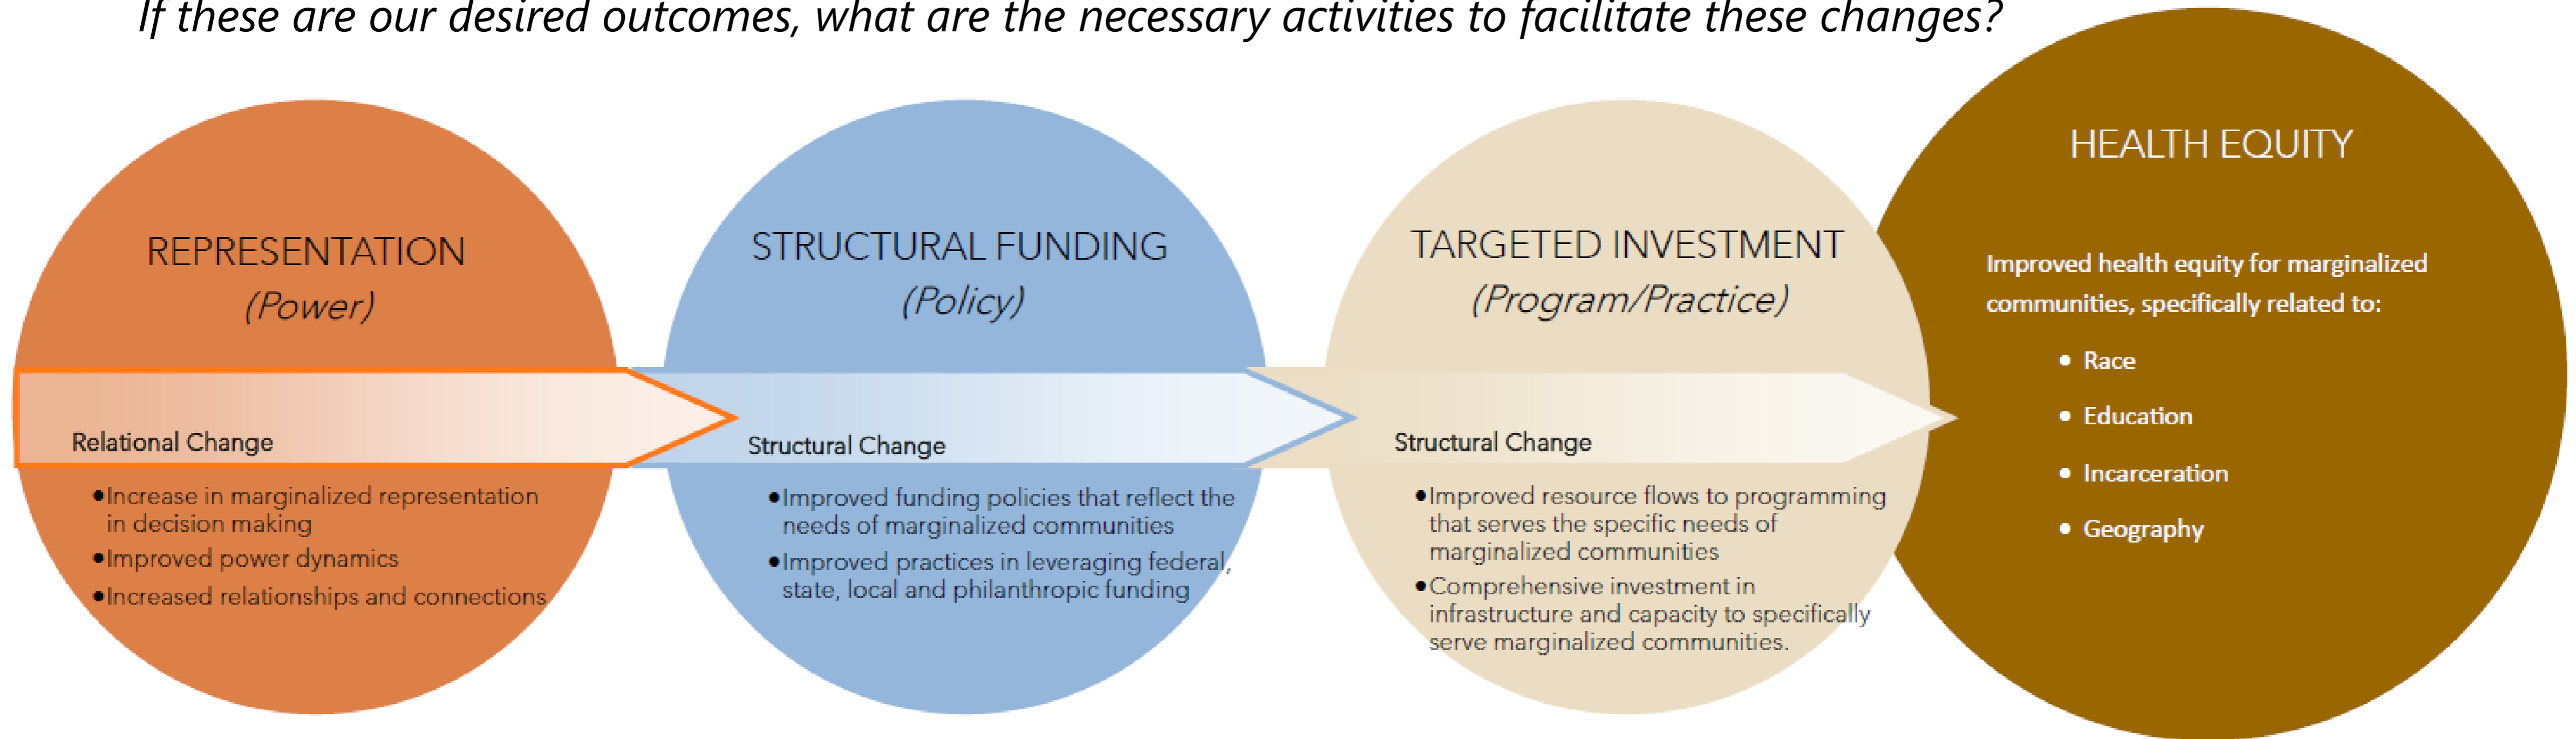 If these are our desired outcomes, what are the necessary activities to facilitate these changes?
REPRESENTATION
(Power)
Relational Change
●Increase in marginalized representation
in decision making
●Improved power dynamics
●Increased relationships and connections
STRUCTURAL FUNDING
(Policy)
Structural Change
●Improved funding policies that reflect the
needs of marginalized communities
●Improved practices in leveraging federal,
state, local and philanthropic funding
TARGETED INVESTMENT
(Program/Practice)
Structural Change
●Improved resource flows to programming
that serves the specific needs of
marginalized communities
●Comprehensive investment in
infrastructure and capacity to specifically
serve marginalized communities.
HEALTH EQUITY
Improved health equity for marginalized
communities, specifically related to:
● Race
● Education
● Incarceration
● Geography